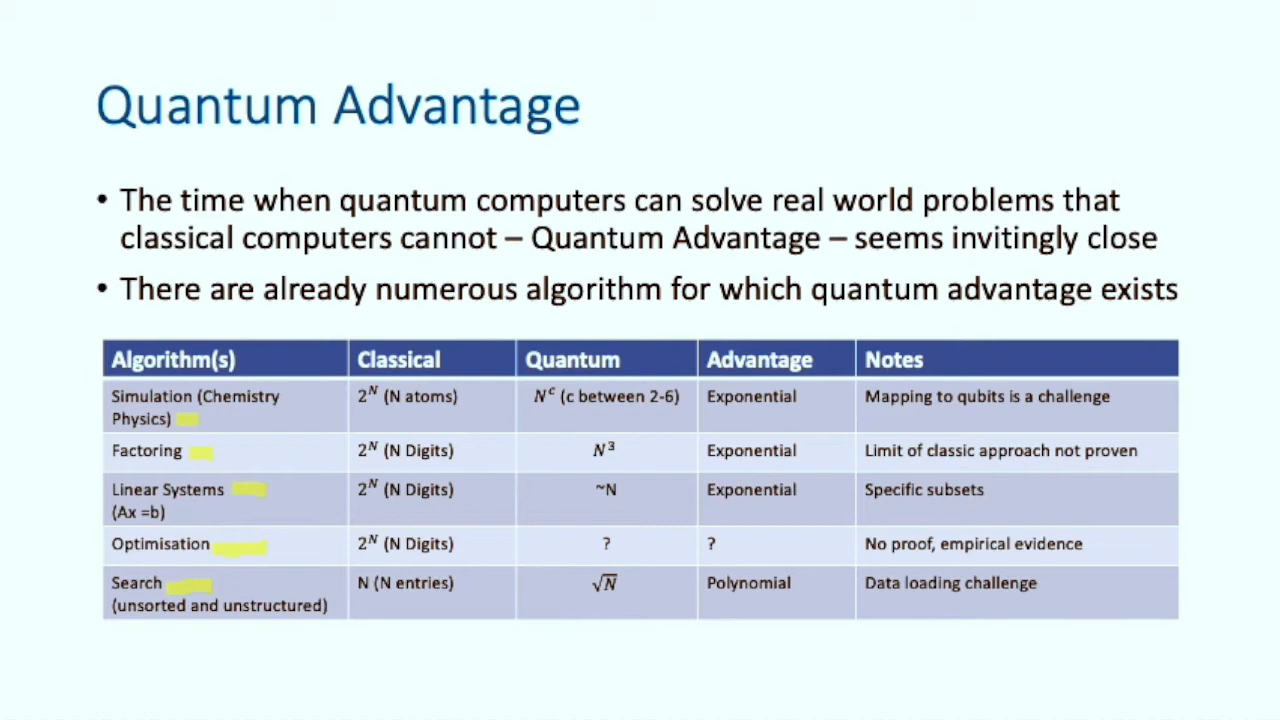 Quantum Advantage
• The time when quantum computers can solve real world problems that
classical computers cannot – Quantum Advantage – seems invitingly close
• There are already numerous algorithm for which quantum advantage exists
Algorithm(s) Classical Quantum Advantage Notes
Simulation (Chemistry
Physics) 2^N (N atoms) N^c (c between 2-6) Exponential Mapping to qubits is a challenge
Factoring 2^N (N Digits) N^3 Exponential Limit of classic approach not proven
Linear Systems
(Ax =b) 2^N (N Digits) ~N Exponential Specific subsets
Optimisation 2^N (N Digits) ? ? No proof, empirical evidence
Search
(unsorted and unstructured) N (N entries) √N Polynomial Data loading challenge